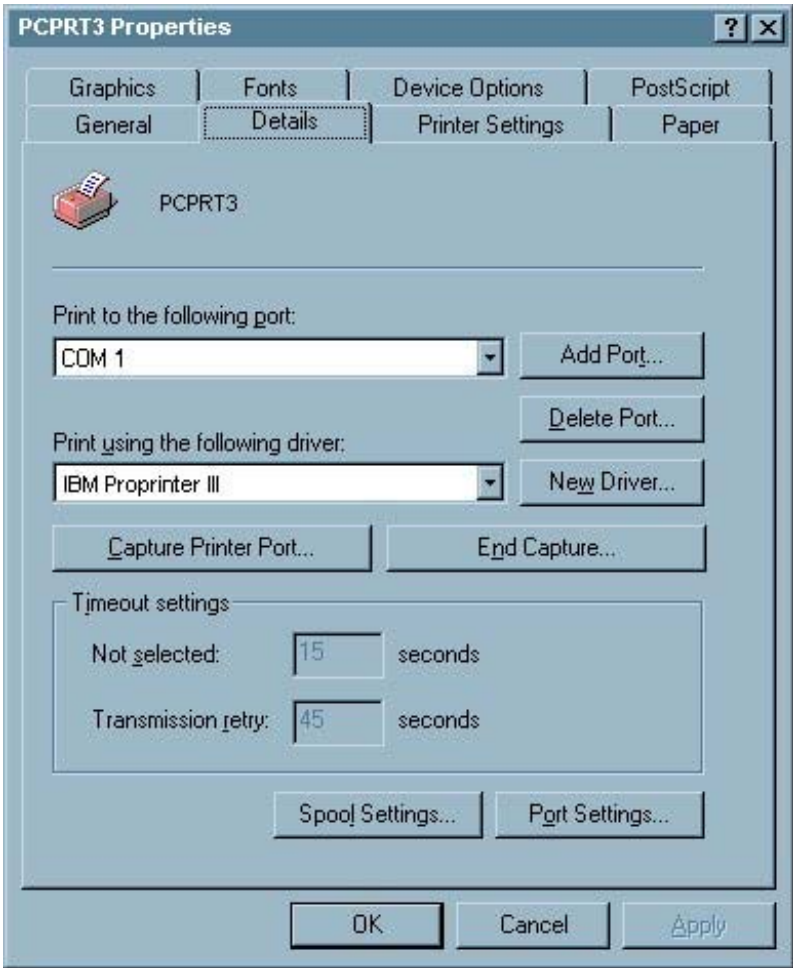 PCPRT3 Properties
? X
Graphics Fonts Device Options PostScript
General Details Printer Settings Paper
PCPRT3
Print to the following port:
COM 1
Add Port...
Delete Port...
Print using the following driver:
IBM Proprinter III
New Driver...
Capture Printer Port...
End Capture...
Timeout settings
Not selected: 15 seconds
Transmission retry: 45 seconds
Spool Settings...
Port Settings...
OK Cancel Apply